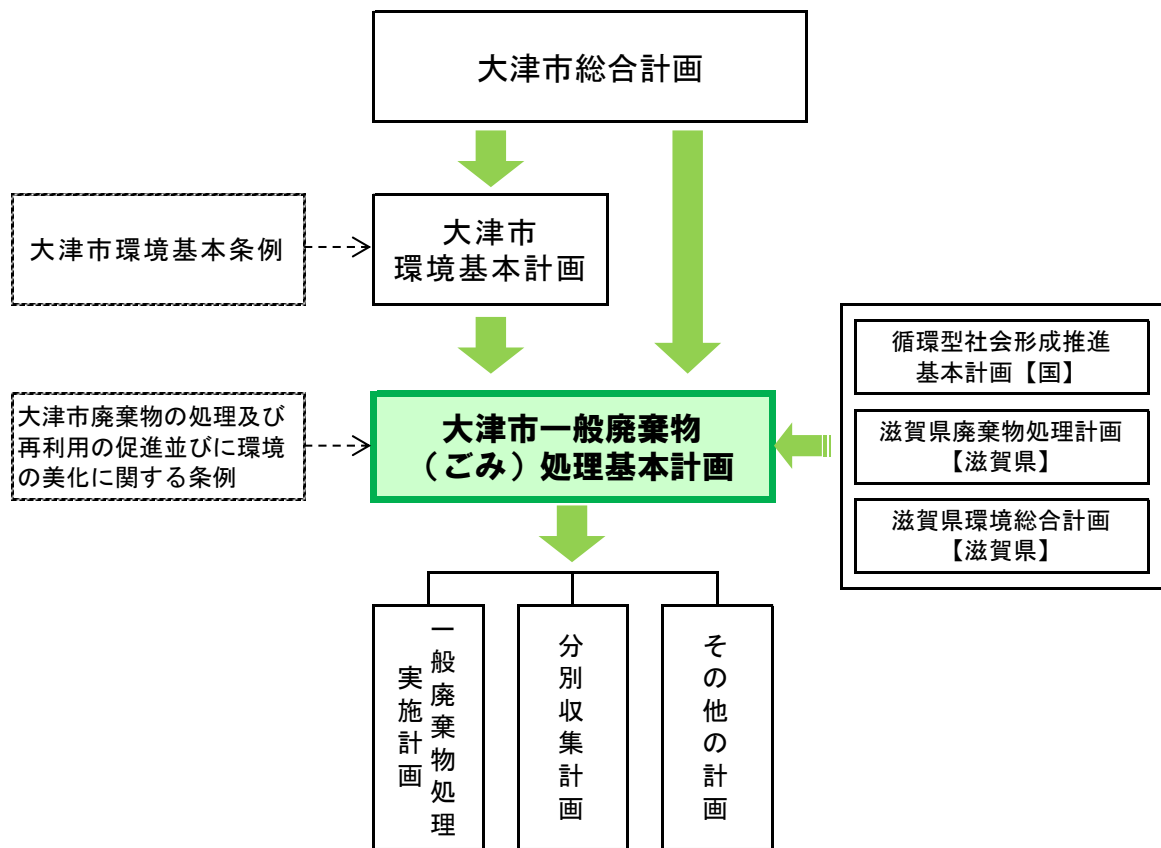 大津市総合計画
大津市環境基本条例
大津市
環境基本計画
循環型社会形成推進
基本計画【国】
滋賀県廃棄物処理計画
【滋賀県】
滋賀県環境総合計画
【滋賀県】
大津市廃棄物の処理及び
再利用の促進並びに環境
の美化に関する条例
大津市一般廃棄物
（ごみ）処理基本計画
一般廃棄物処理
実施計画
分別収集計画
その他の計画